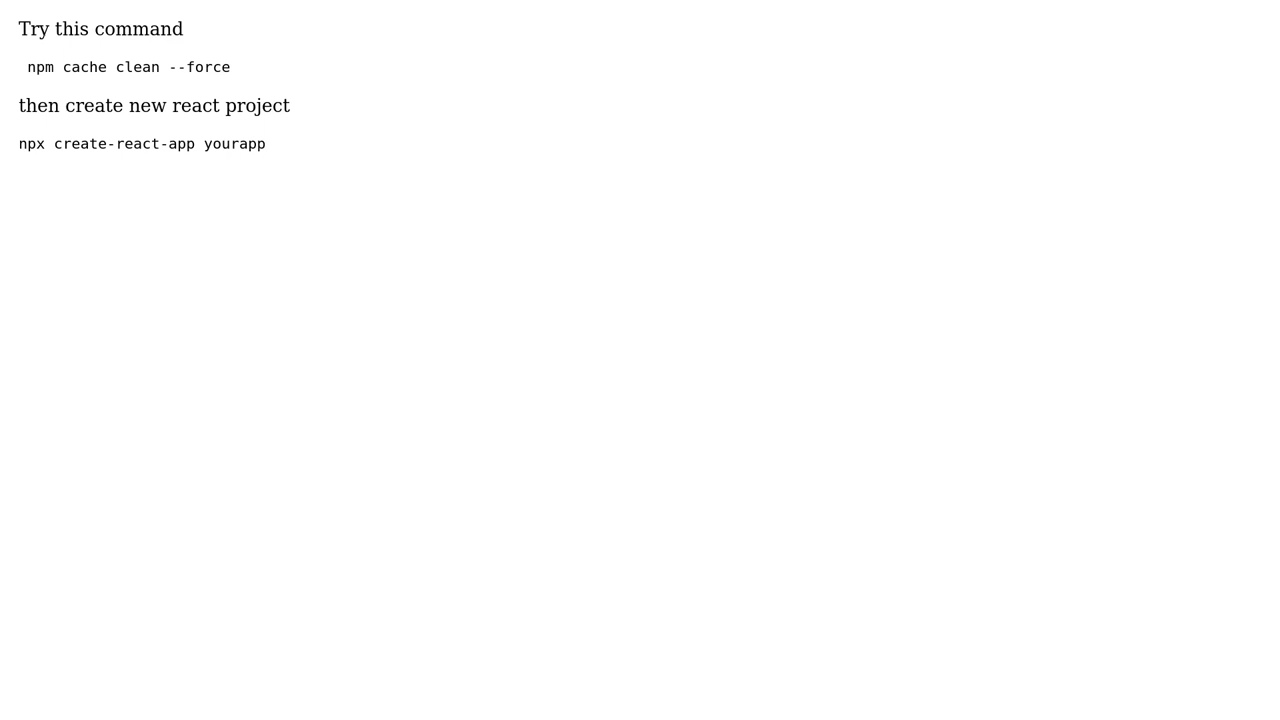 Try this command
npm cache clean --force
then create new react project
npx create-react-app yourapp